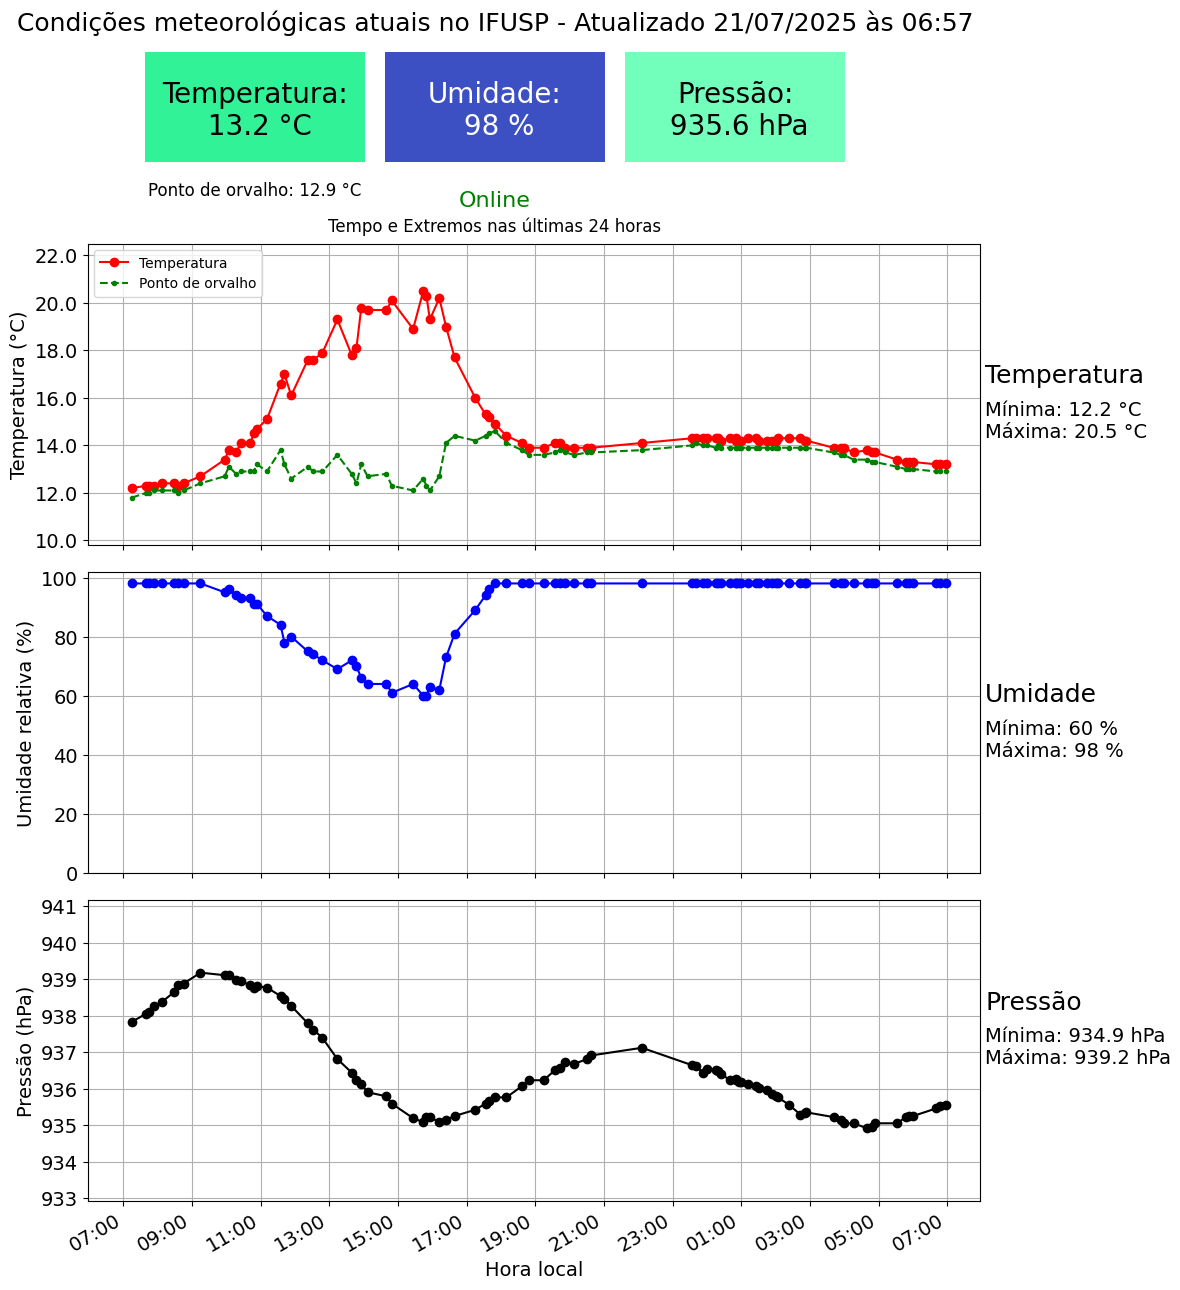 Condições meteorológicas atuais no IFUSP - Atualizado 21/07/2025 às 06:57
Temperatura:
13.2 °C
Umidade:
98 %
Pressão:
935.6 hPa
Ponto de orvalho: 12.9 °C
Online
Tempo e Extremos nas últimas 24 horas
Temperatura
Ponto de orvalho
22.0
20.0
18.0
16.0
14.0
12.0
10.0
Temperatura (°C)
Temperatura
Mínima: 12.2 °C
Máxima: 20.5 °C
100
80
60
40
20
0
Umidade relativa (%)
Umidade
Mínima: 60 %
Máxima: 98 %
941
940
939
938
937
936
935
934
933
Pressão (hPa)
Pressão
Mínima: 934.9 hPa
Máxima: 939.2 hPa
07:00
09:00
11:00
13:00
15:00
17:00
19:00
21:00
23:00
01:00
03:00
05:00
07:00
Hora local